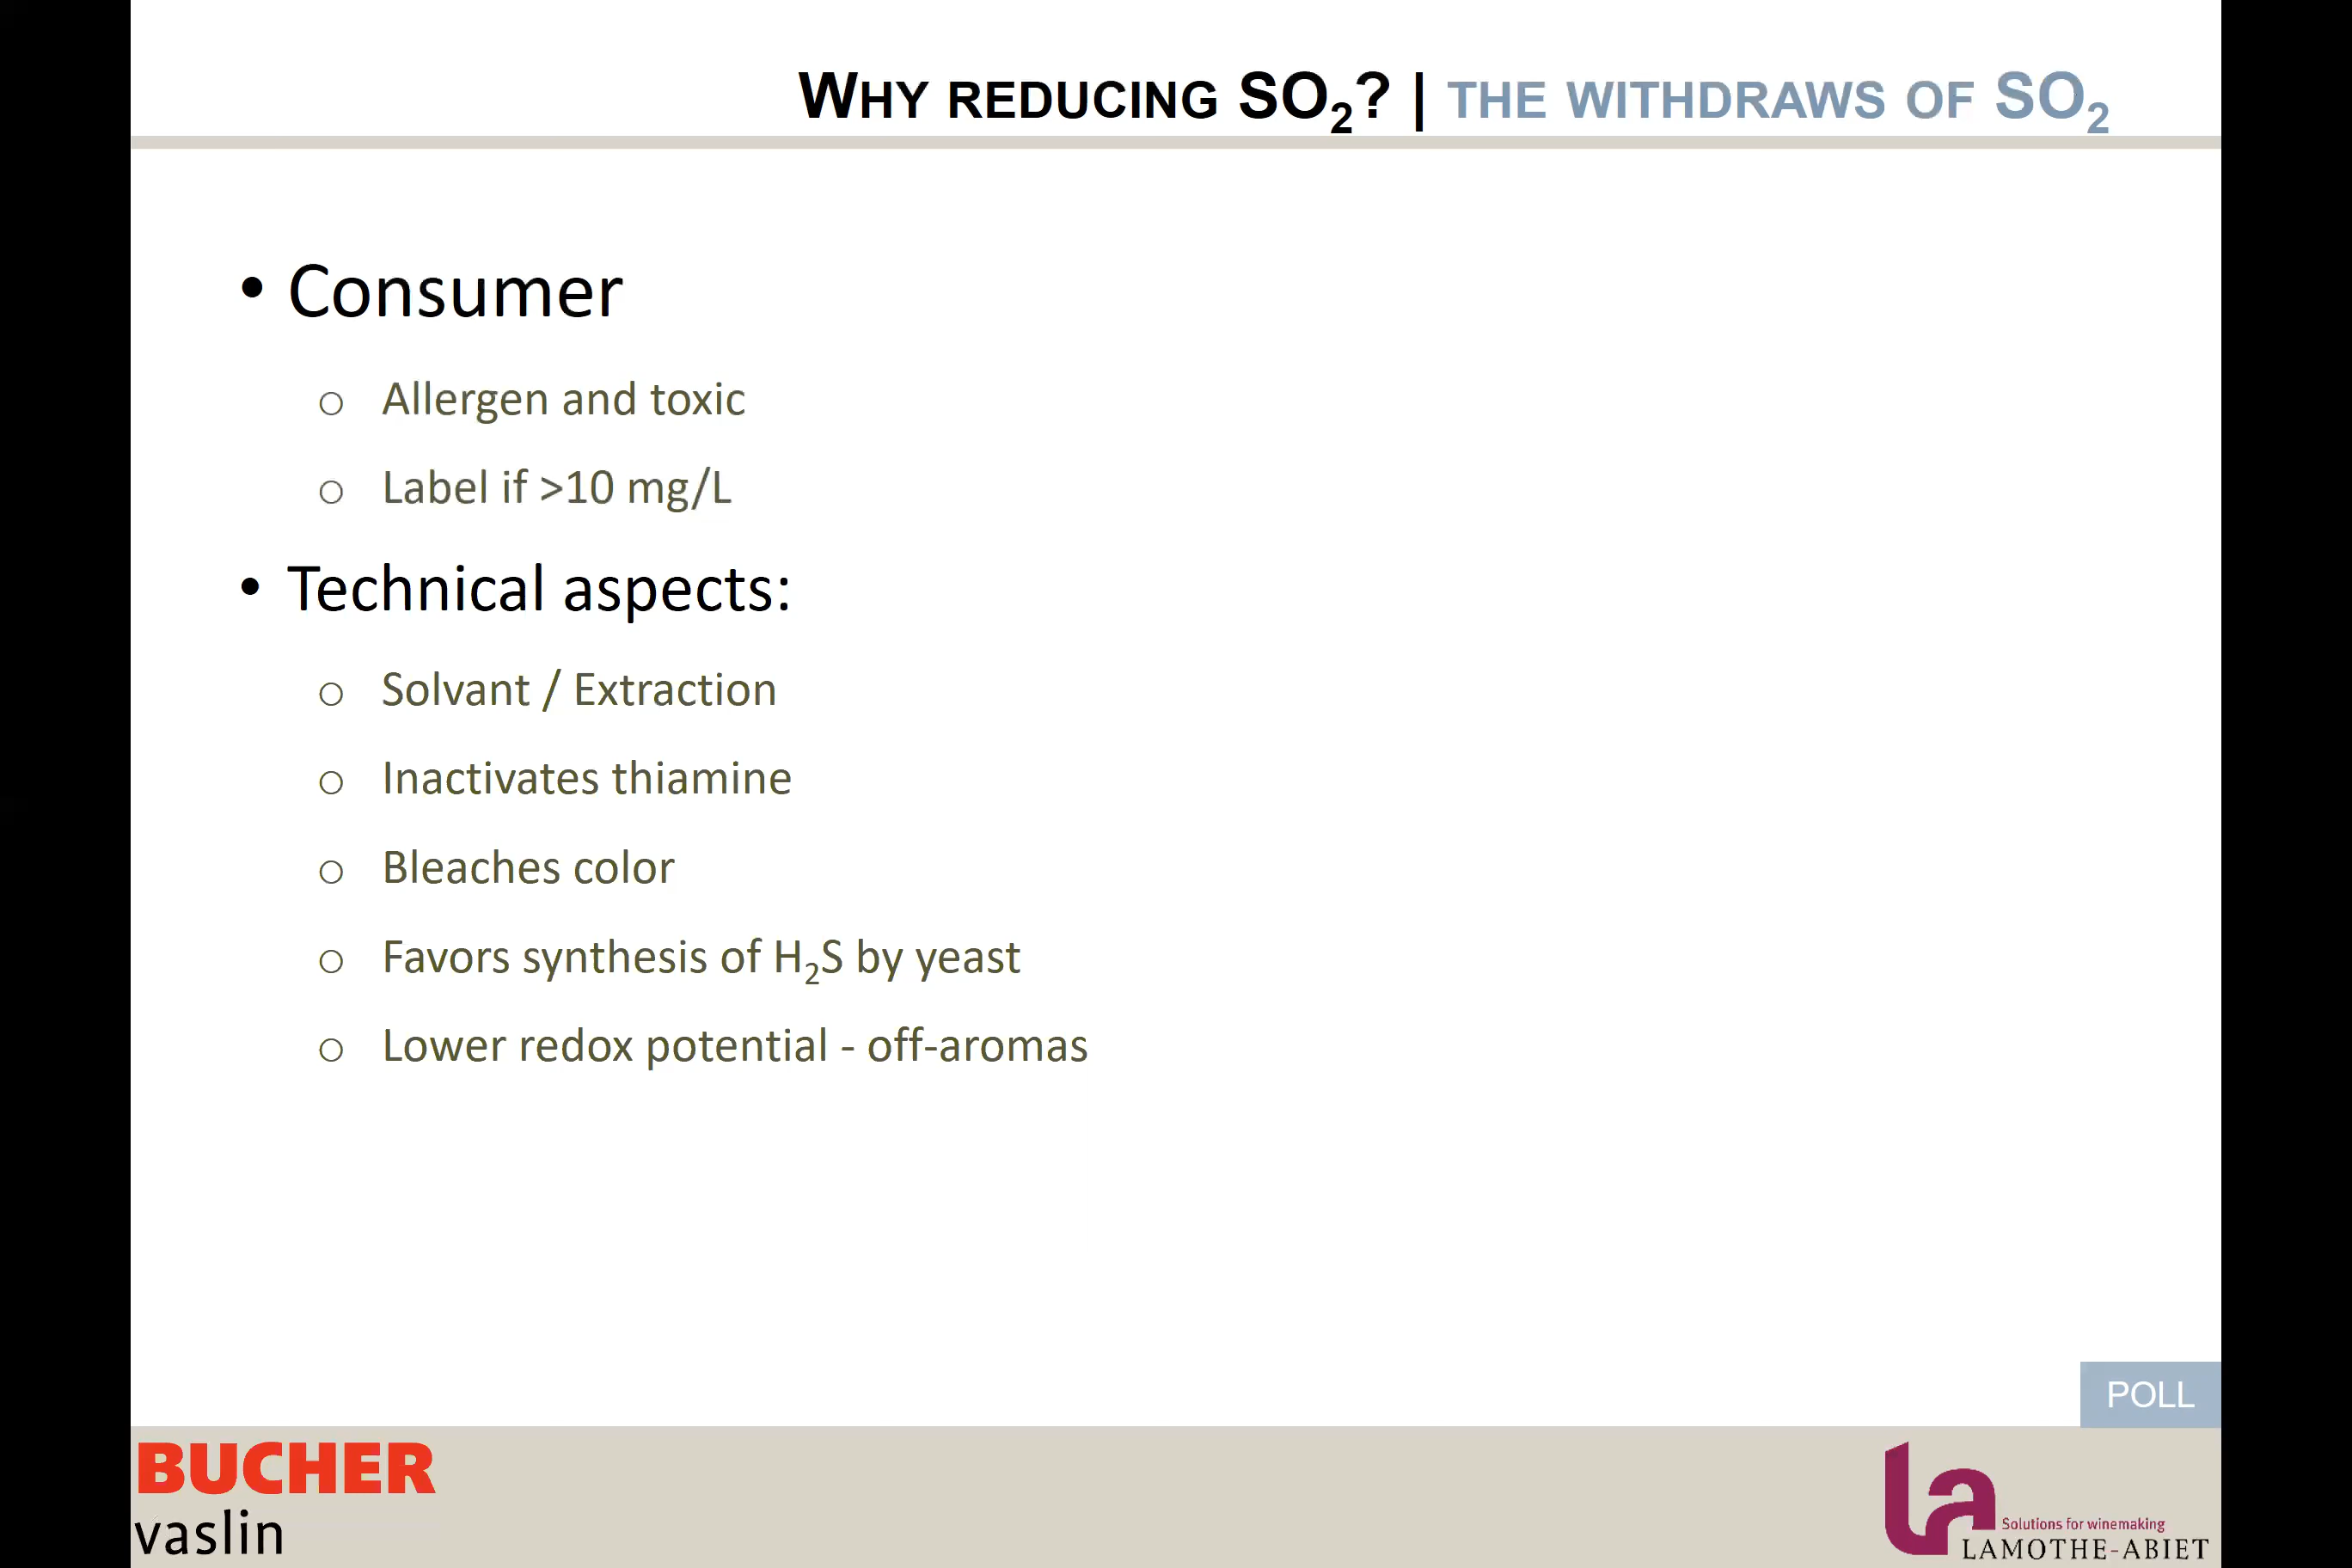 WHY REDUCING SO₂? | THE WITHDRAWS OF SO₂
• Consumer
o Allergen and toxic
o Label if >10 mg/L
• Technical aspects:
o Solvant / Extraction
o Inactivates thiamine
o Bleaches color
o Favors synthesis of H₂S by yeast
o Lower redox potential - off-aromas
POLL
BUCHER
vaslin
la
Solutions for winemaking
LAMOTHE-ABIET